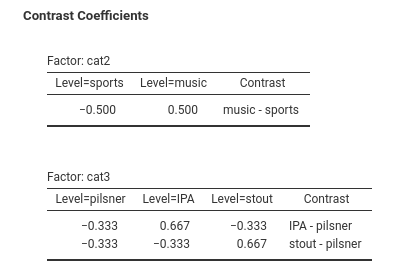 Contrast Coefficients
Factor: cat2
Level=sports Level=music Contrast
−0.500 0.500 music - sports
Factor: cat3
Level=pilsner Level=IPA Level=stout Contrast
−0.333 0.667 −0.333 IPA - pilsner
−0.333 −0.333 0.667 stout - pilsner